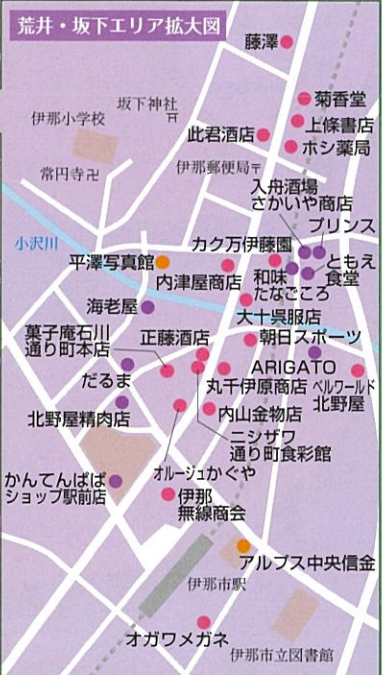 荒井・坂下エリア拡大図
藤澤
菊香堂
坂下神社
上條書店
伊那小学校
此君酒店
ホシ薬局
伊那郵便局〒
常円寺卍
入舟酒場
さかいや商店
プリンス
小沢川
カク万伊藤園
平澤写真館
内津屋商店
和味
たなごころ
ともえ
食堂
海老屋
大十呉服店
菓子庵石川
通り町本店
正藤酒店
朝日スポーツ
だるま
ARIGATO
丸千伊原商店
ベルワールド
北野屋
北野屋精肉店
内山金物店
ニシザワ
通り町食彩館
オルージュかぐや
かんてんぱぱ
ショップ駅前店
伊那
無線商会
アルプス中央信金
伊那市駅
オガワメガネ
伊那市立図書館